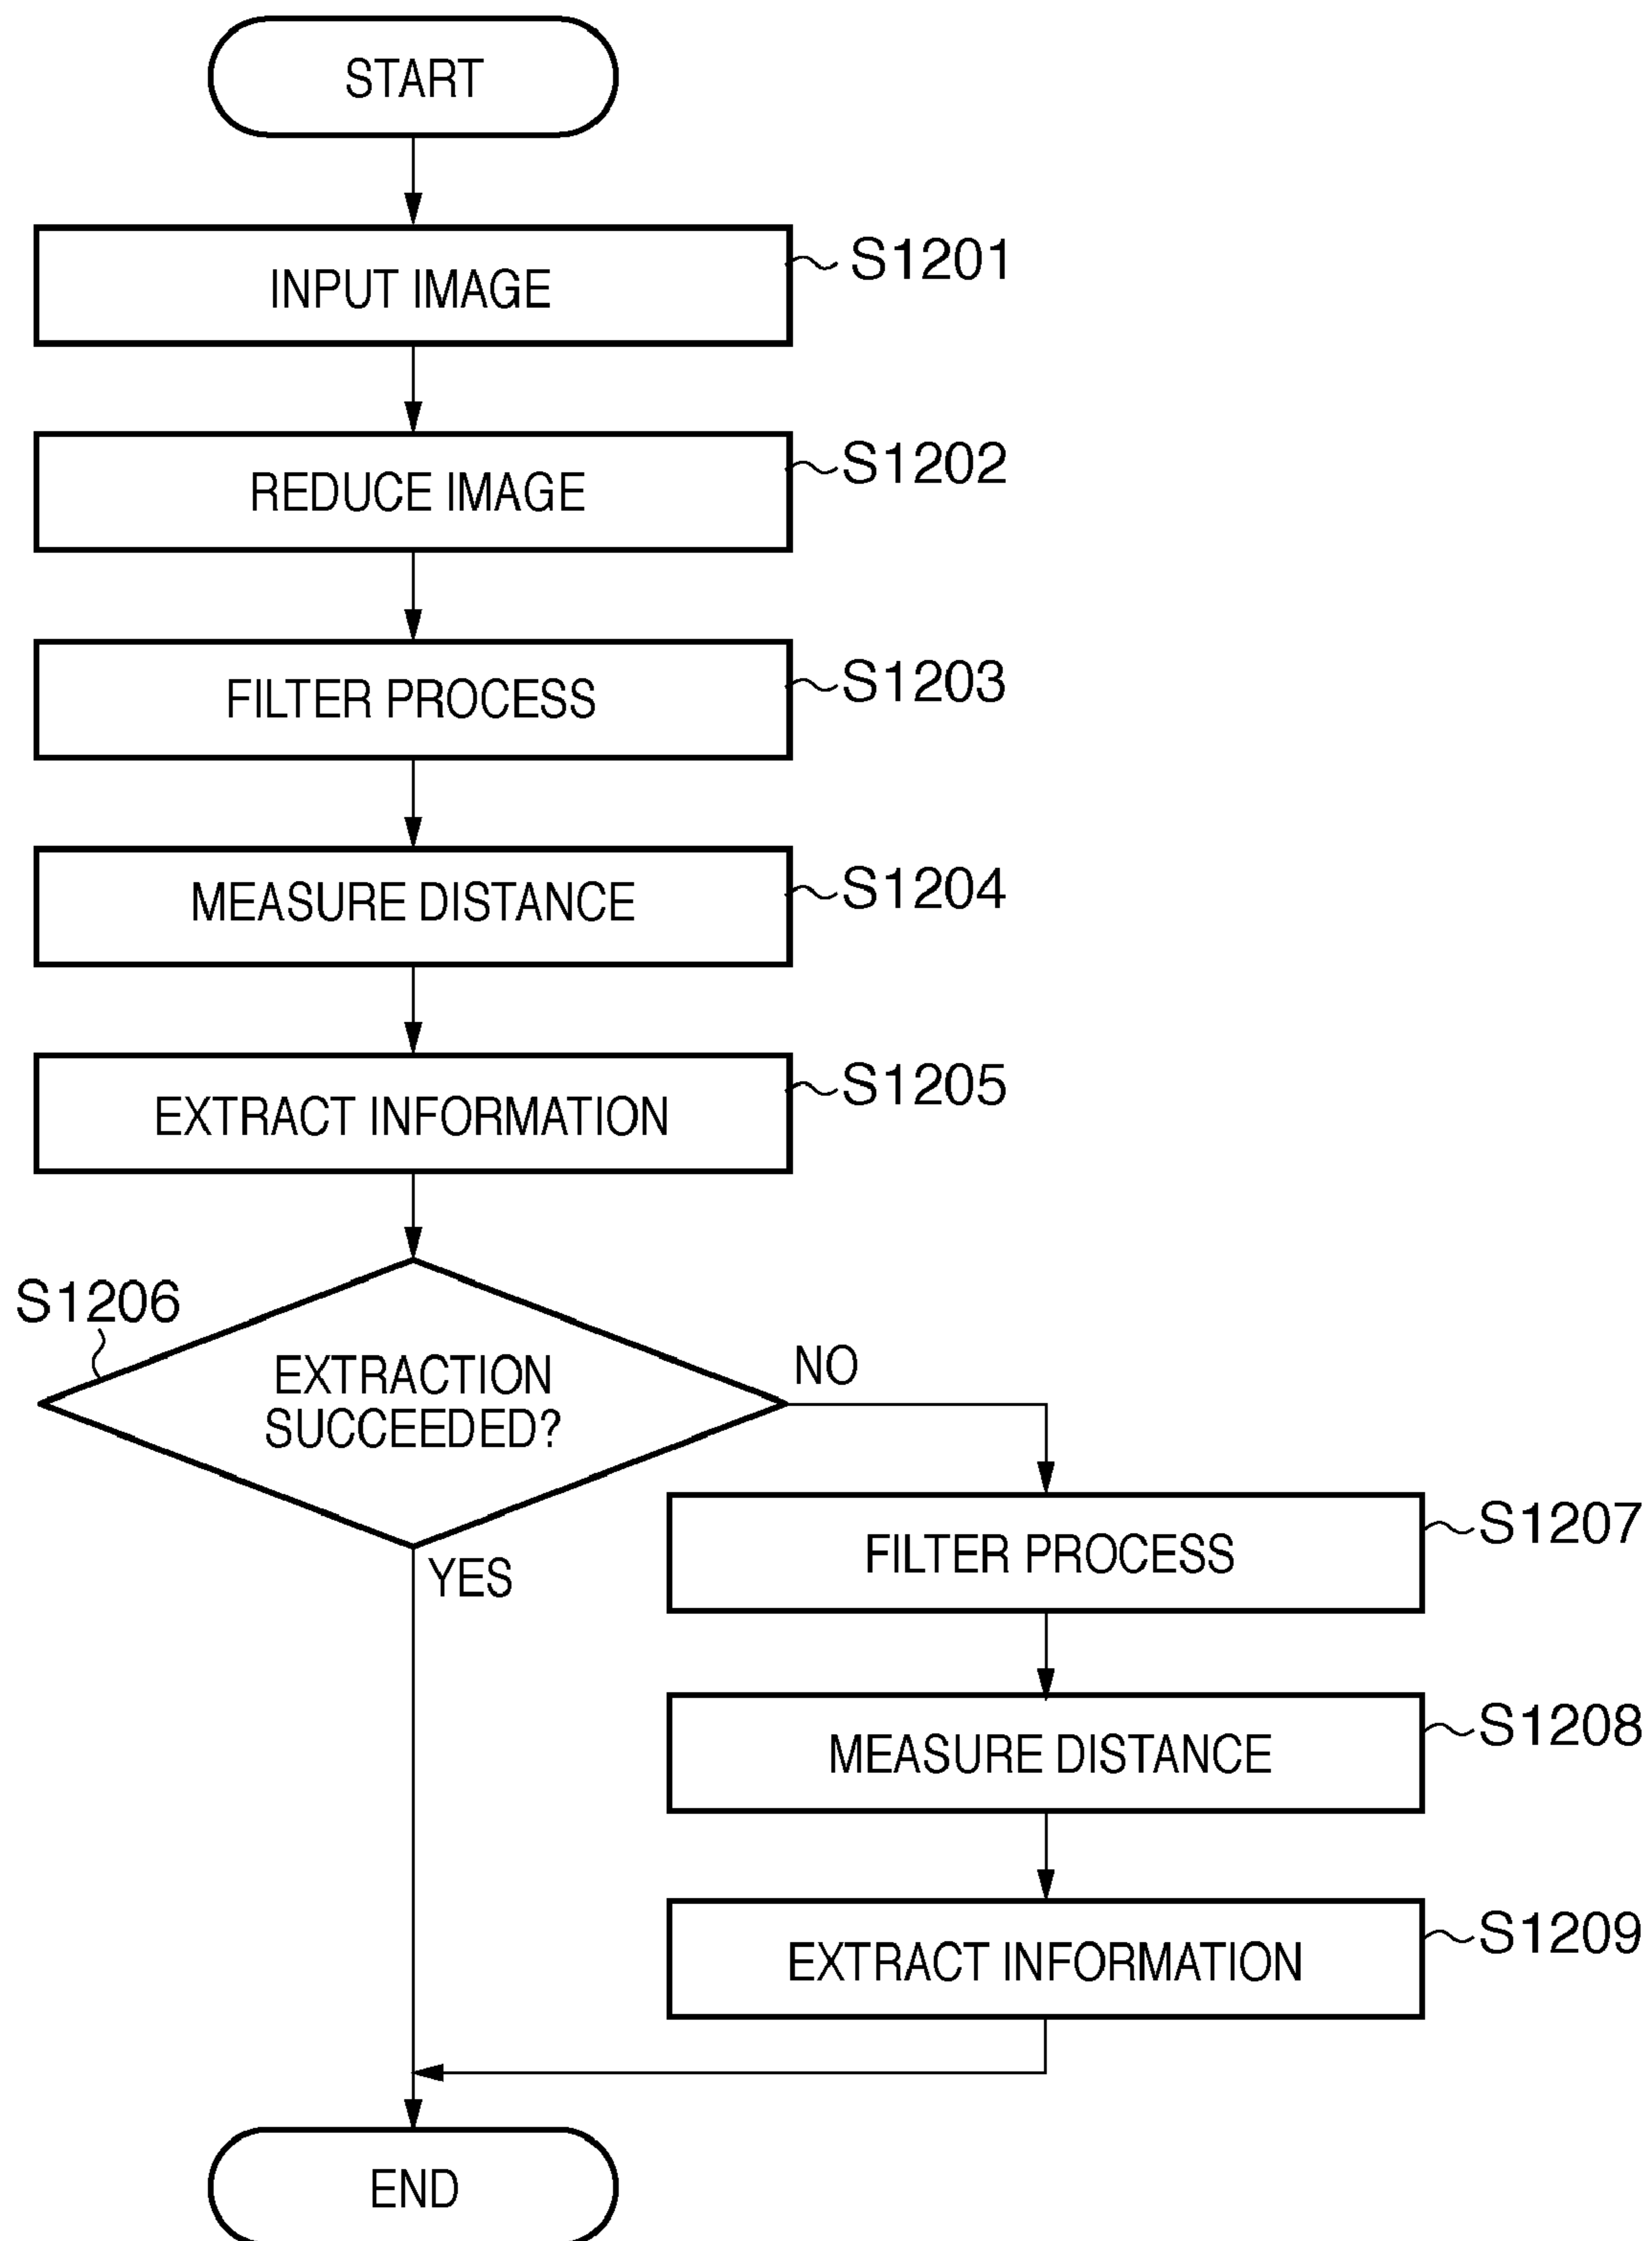 START
INPUT IMAGE
S1201
REDUCE IMAGE
S1202
FILTER PROCESS
S1203
MEASURE DISTANCE
S1204
EXTRACT INFORMATION
S1205
S1206
EXTRACTION
SUCCEEDED?
NO
YES
FILTER PROCESS
S1207
MEASURE DISTANCE
S1208
EXTRACT INFORMATION
S1209
END